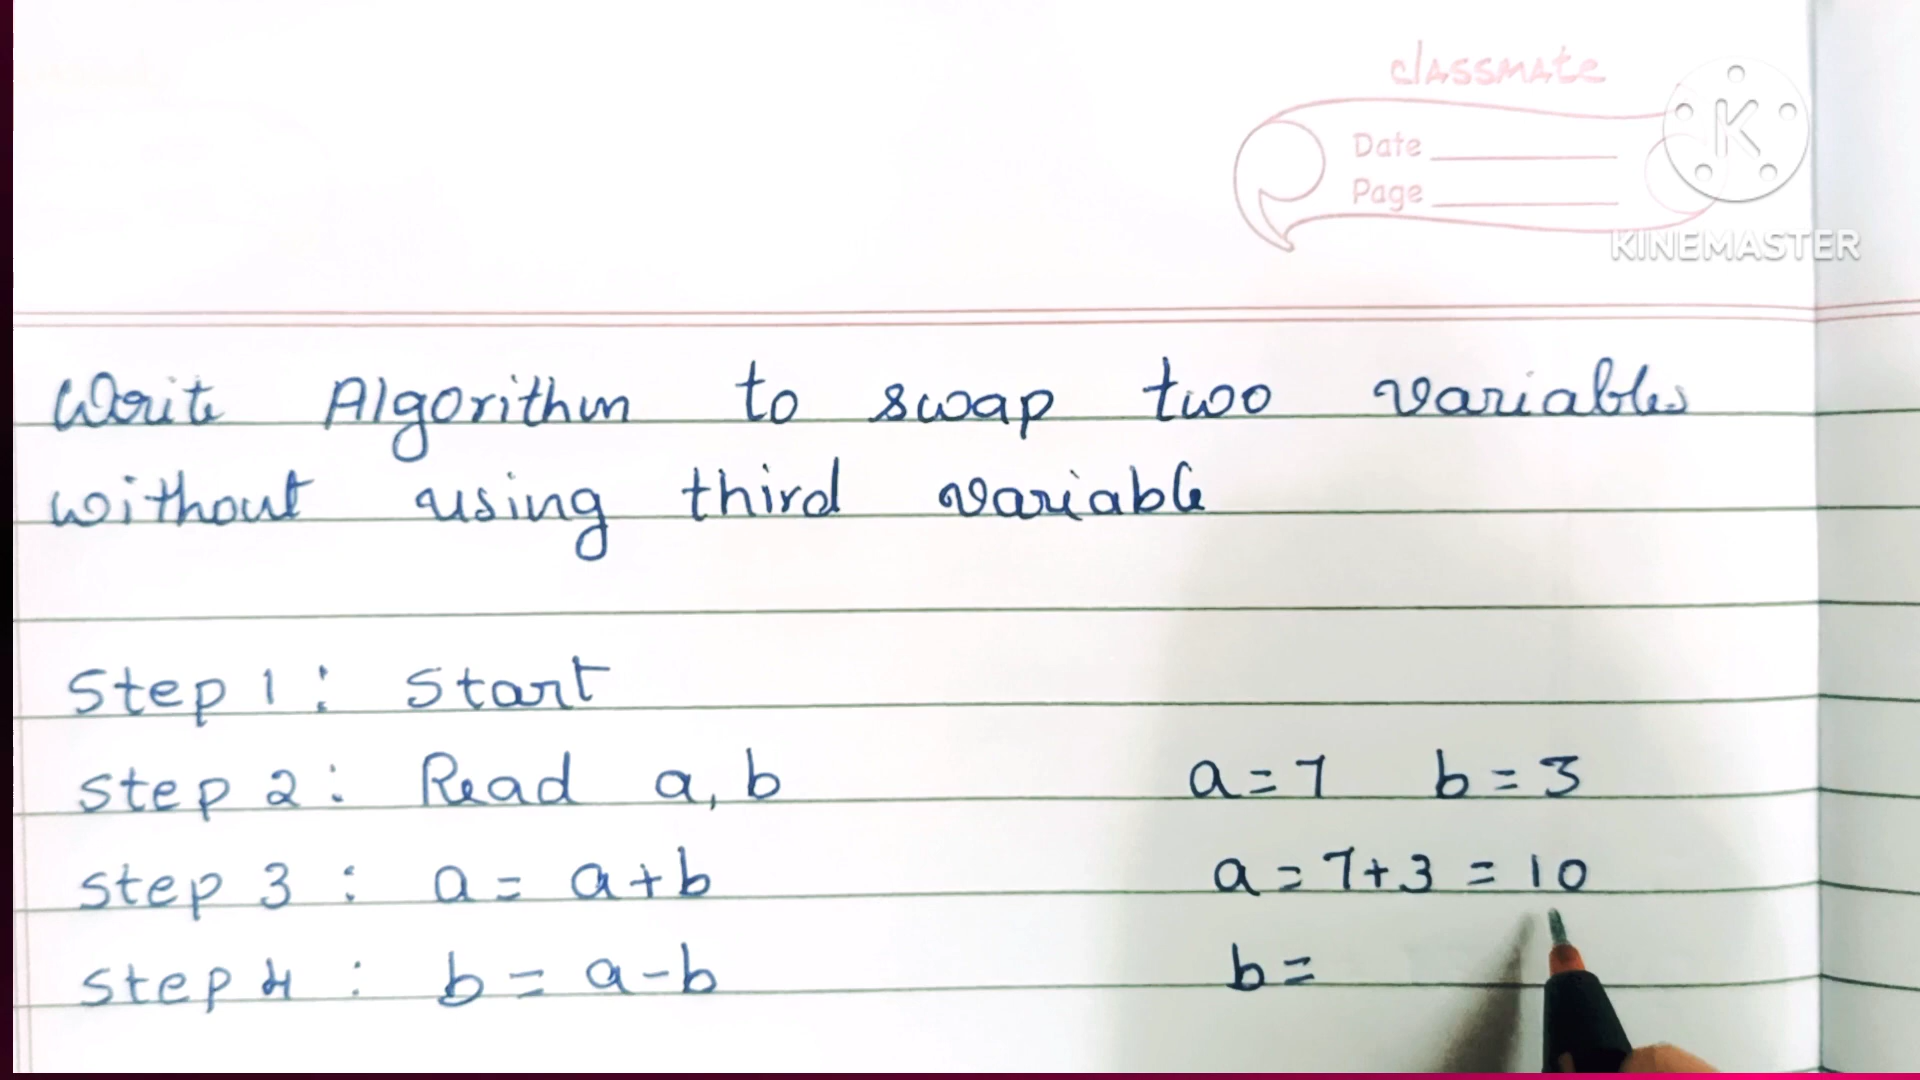 classmate
Date
Page
KINEMASTER
Write Algorithm to swap two variables
without using third variable
Step 1 : Start
Step 2 : Read a, b
a = 7 b = 3
Step 3 : a = a+b
a = 7+3 = 10
Step 4 : b = a-b
b =